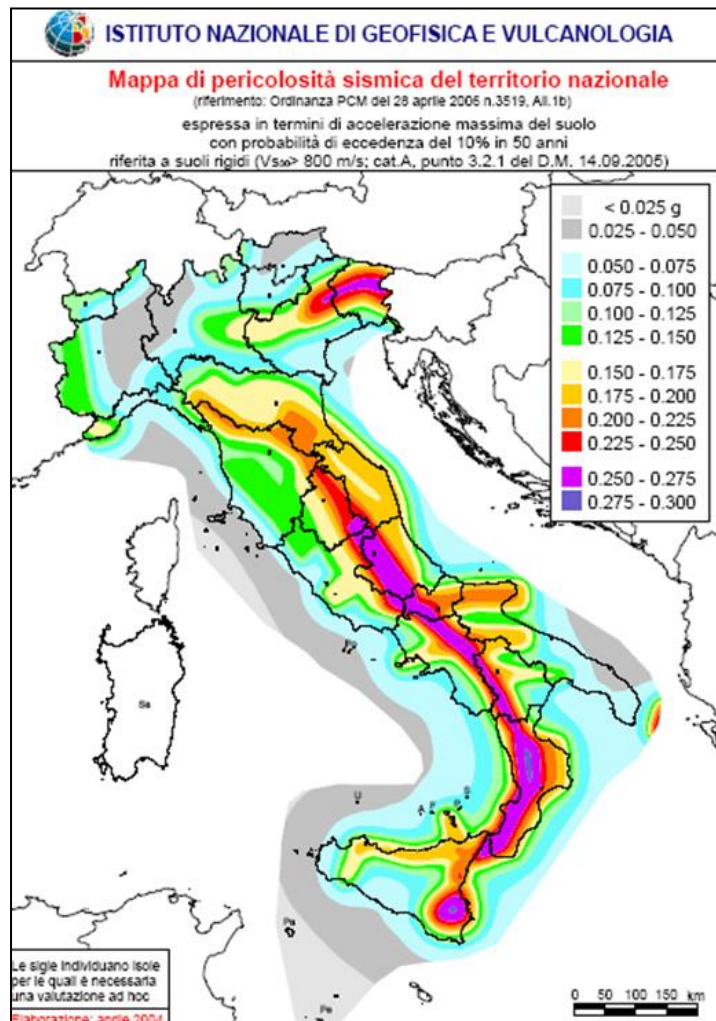 ISTITUTO NAZIONALE DI GEOFISICA E VULCANOLOGIA
Mappa di pericolosità sismica del territorio nazionale
(riferimento: Ordinanza PCM del 28 aprile 2006 n.3519, All.1b)
espressa in termini di accelerazione massima del suolo
con probabilità di eccedenza del 10% in 50 anni
riferita a suoli rigidi (Vs30> 800 m/s; cat.A, punto 3.2.1 del D.M. 14.09.2005)
< 0.025 g
0.025 - 0.050
0.050 - 0.075
0.075 - 0.100
0.100 - 0.125
0.125 - 0.150
0.150 - 0.175
0.175 - 0.200
0.200 - 0.225
0.225 - 0.250
0.250 - 0.275
0.275 - 0.300
Sa
U
A
Pa
Pe
Le sigle individuano isole
per le quali è necessaria
una valutazione ad hoc
Elaborazione: aprile 2004
0 50 100 150 km